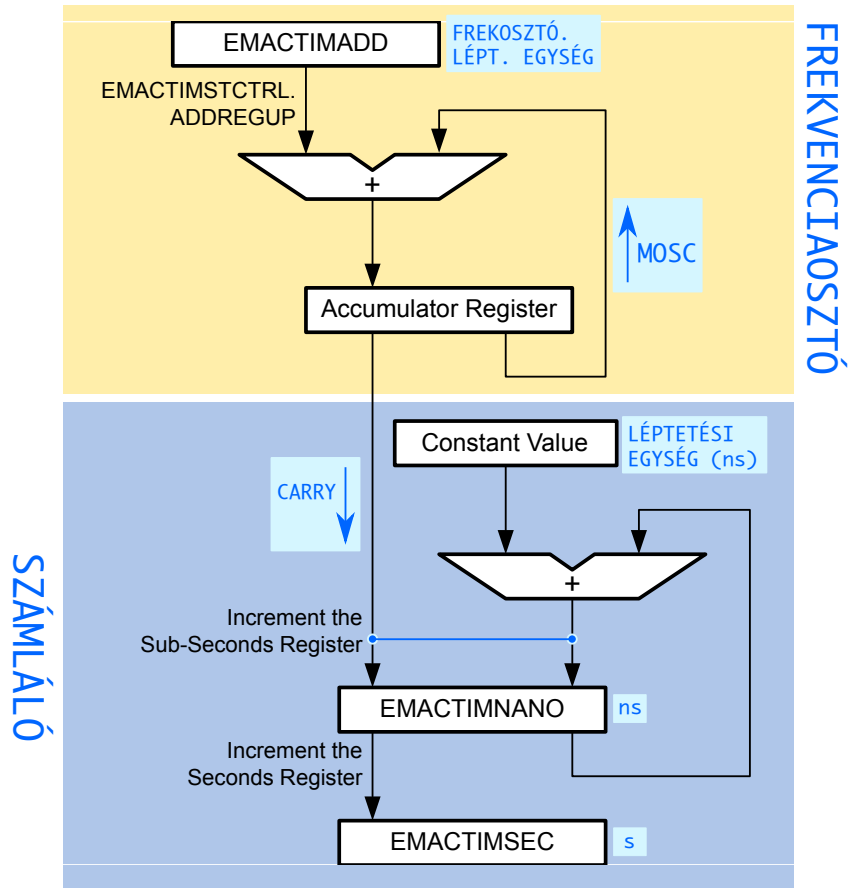 EMACTIMADD
FREKOSZTÓ.
LÉPT. EGYSÉG
EMACTIMSTCTRL.
ADDREGUP
+
MOSC
Accumulator Register
FREKVENCIAOSZTÓ
Constant Value
LÉPTETÉSI
EGYSÉG (ns)
CARRY
+
Increment the
Sub-Seconds Register
EMACTIMNANO
ns
Increment the
Seconds Register
EMACTIMSEC
s
SZÁMLÁLÓ